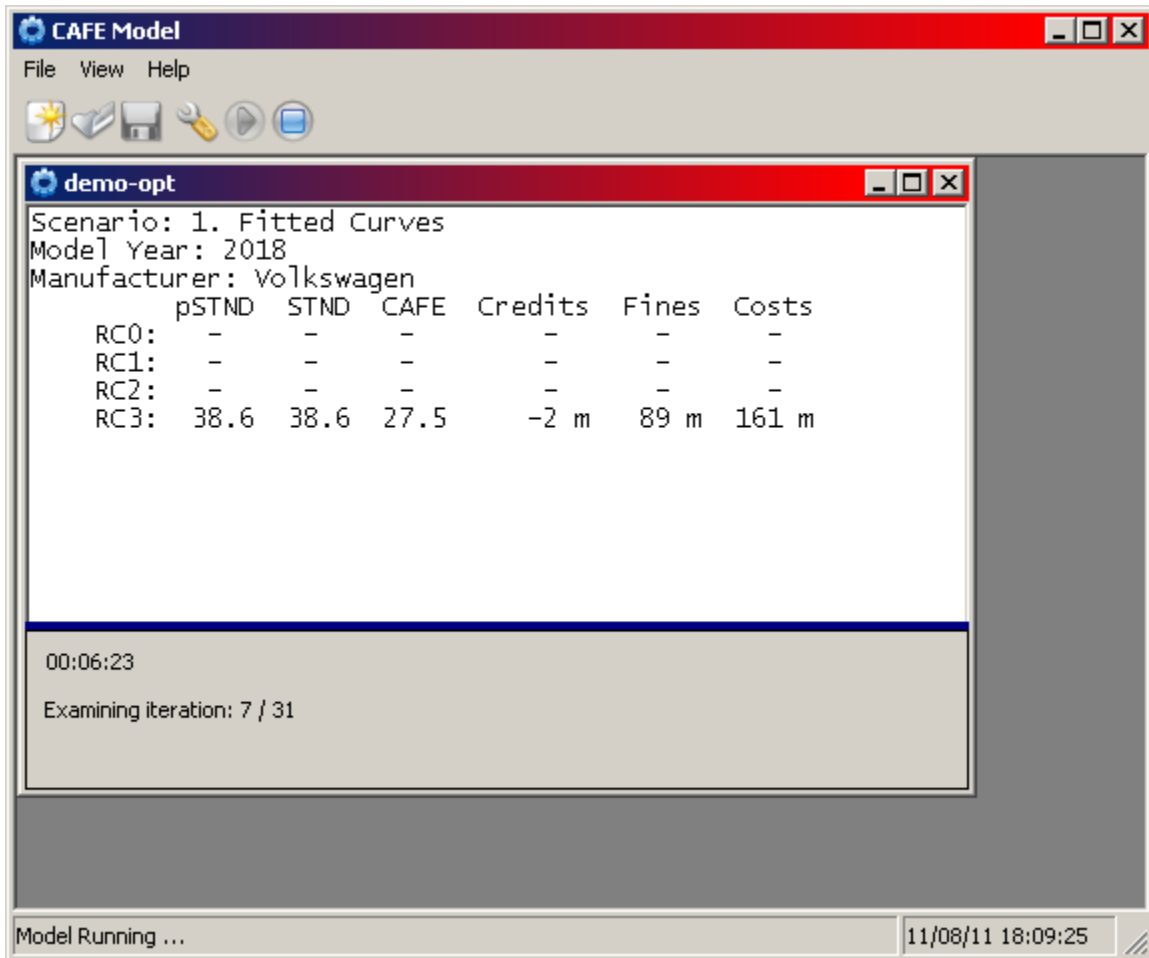 CAFE Model
File View Help
demo-opt
Scenario: 1. Fitted Curves
Model Year: 2018
Manufacturer: Volkswagen
pSTND STND CAFE Credits Fines Costs
RC0: - - - - - -
RC1: - - - - - -
RC2: - - - - - -
RC3: 38.6 38.6 27.5 -2 m 89 m 161 m
00:06:23
Examining iteration: 7 / 31
Model Running ... 11/08/11 18:09:25